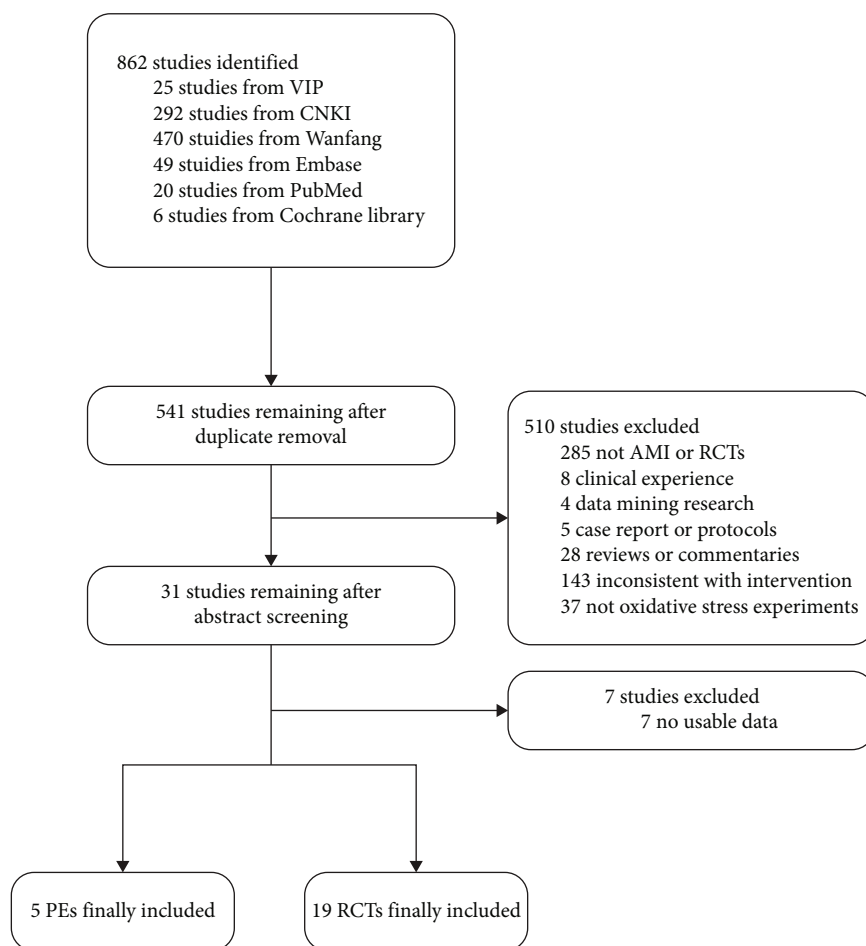 862 studies identified
25 studies from VIP
292 studies from CNKI
470 stuidies from Wanfang
49 stuidies from Embase
20 studies from PubMed
6 studies from Cochrane library
541 studies remaining after
duplicate removal
510 studies excluded
285 not AMI or RCTs
8 clinical experience
4 data mining research
5 case report or protocols
28 reviews or commentaries
143 inconsistent with intervention
37 not oxidative stress experiments
31 studies remaining after
abstract screening
7 studies excluded
7 no usable data
5 PEs finally included
19 RCTs finally included